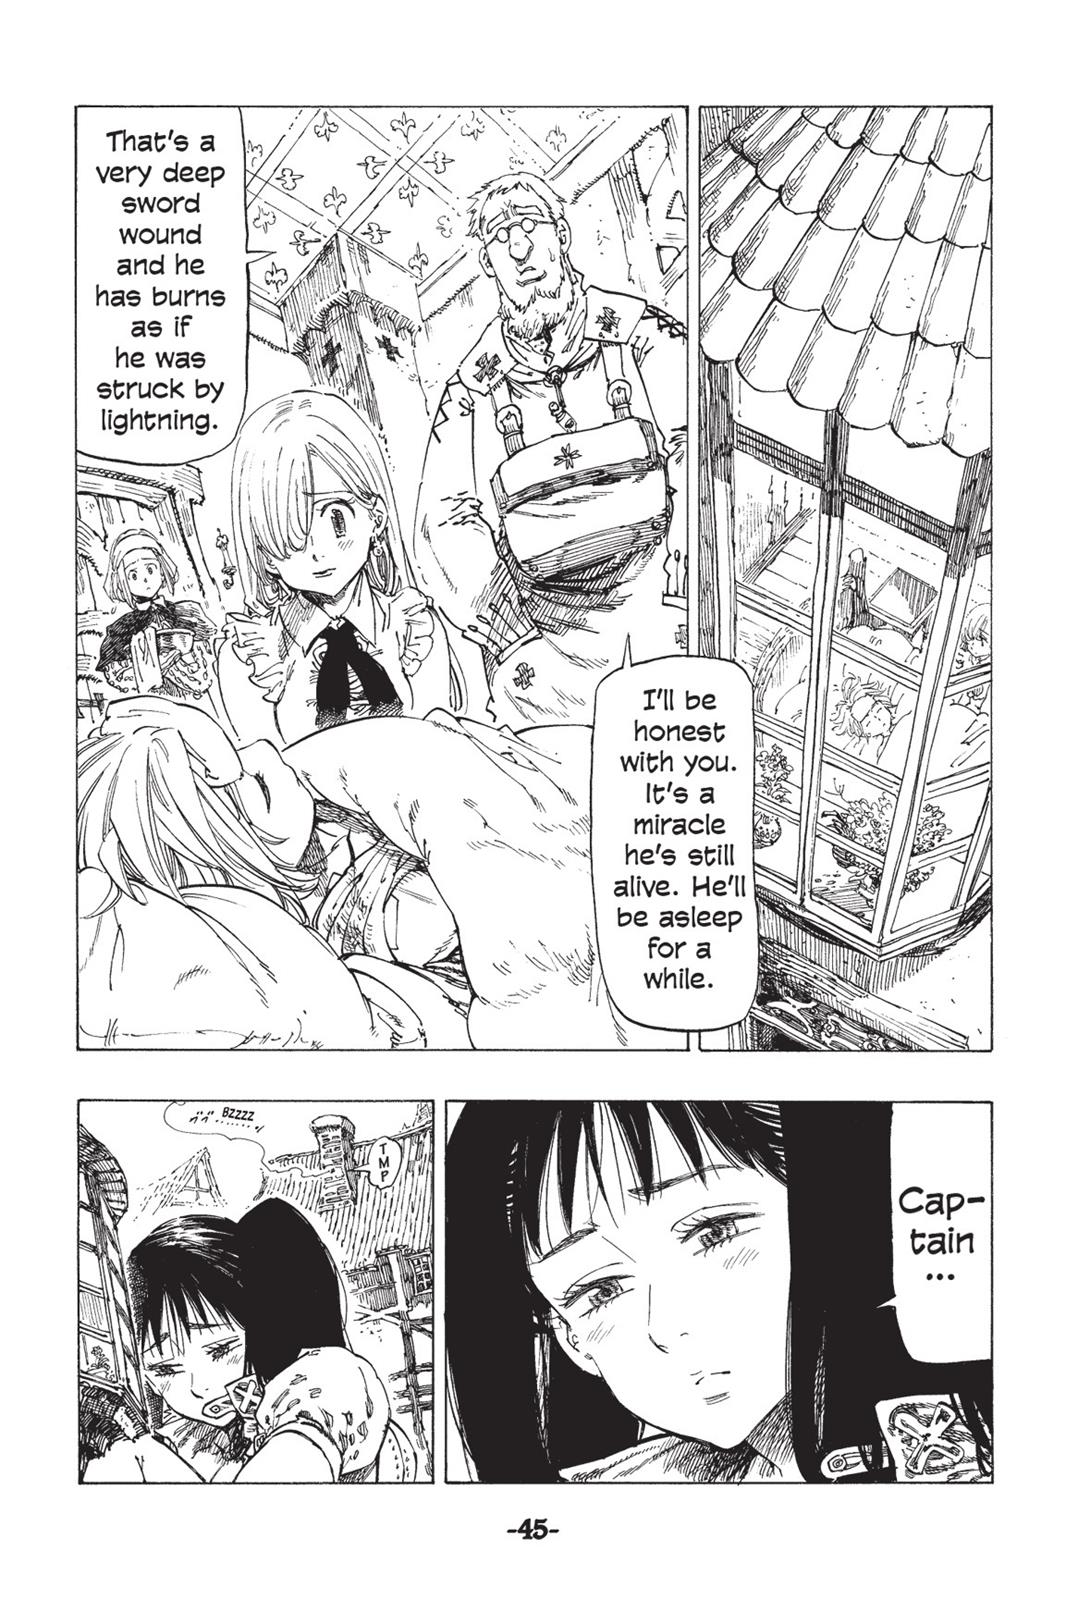 That's a
very deep
sword
wound
and he
has burns
as if
he was
struck by
lightning.
I'll be
honest
with you.
It's a
miracle
he's still
alive. He'll
be asleep
for a
while.
Cap-
tain
...
BZZZZ
TMP
-45-